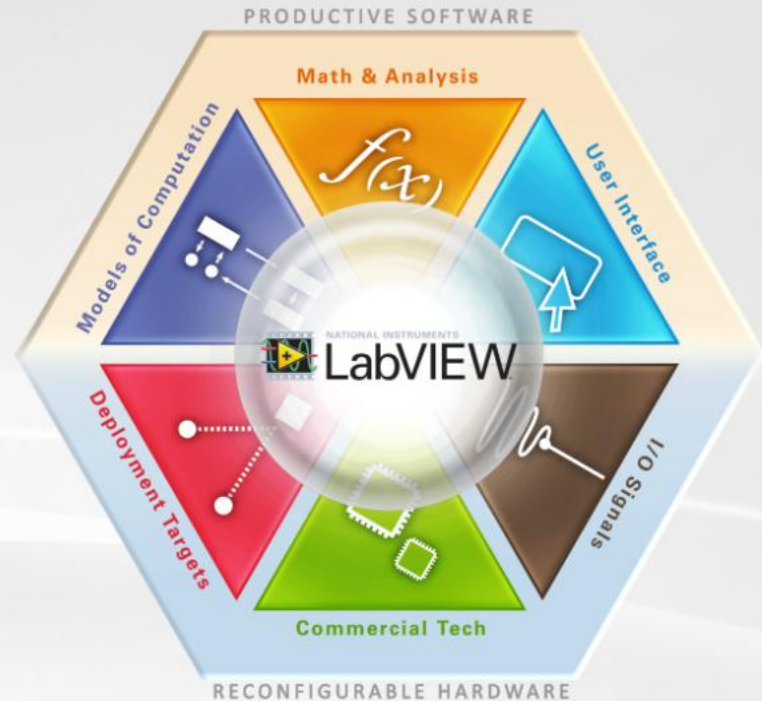 PRODUCTIVE SOFTWARE
Math & Analysis
Models of Computation
User Interface
f(x)
NATIONAL INSTRUMENTS
LabVIEW
Deployment Targets
I/O Signals
Commercial Tech
RECONFIGURABLE HARDWARE